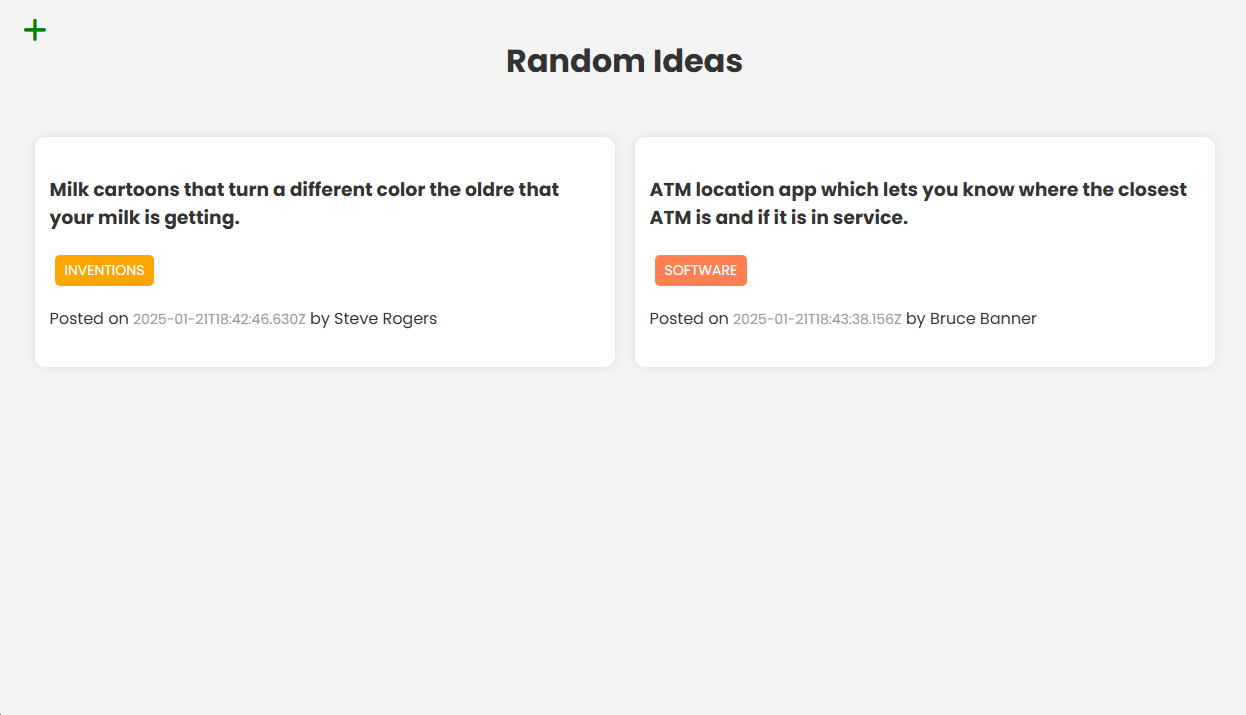 Random Ideas
Milk cartoons that turn a different color the oldre that
your milk is getting.
INVENTIONS
Posted on 2025-01-21T18:42:46.630Z by Steve Rogers
ATM location app which lets you know where the closest
ATM is and if it is in service.
SOFTWARE
Posted on 2025-01-21T18:43:38.156Z by Bruce Banner